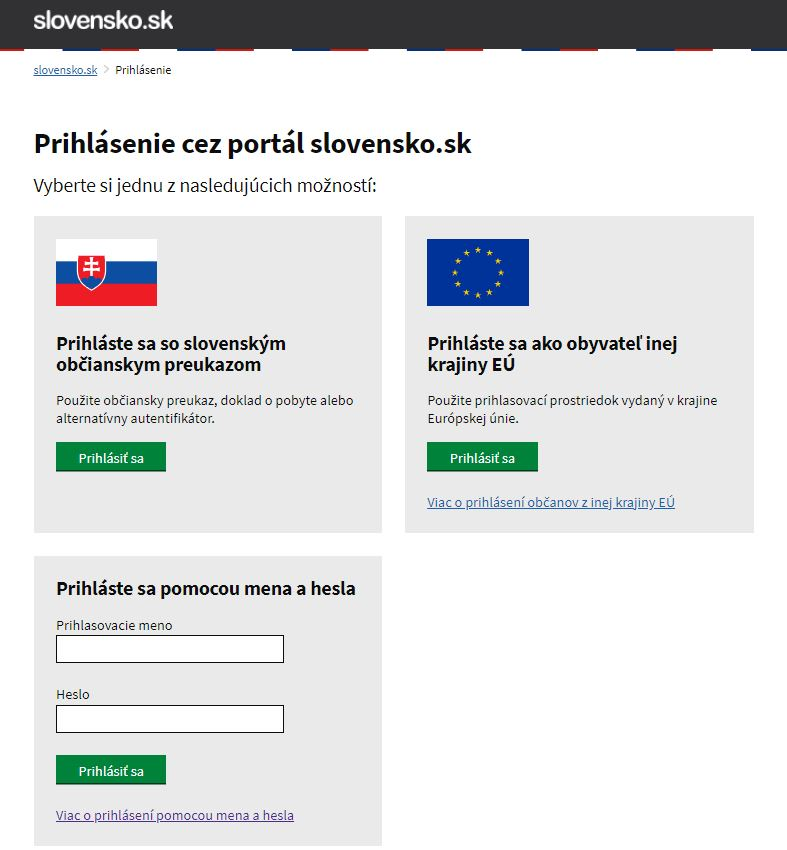 slovensko.sk
slovensko.sk > Prihlásenie
Prihlásenie cez portál slovensko.sk
Vyberte si jednu z nasledujúcich možností:
Prihláste sa so slovenským
občianskym preukazom
Použite občiansky preukaz, doklad o pobyte alebo
alternatívny autentifikátor.
Prihlásiť sa
Prihláste sa ako obyvateľ inej
krajiny EÚ
Použite prihlasovací prostriedok vydaný v krajine
Európskej únie.
Prihlásiť sa
Viac o prihlásení občanov z inej krajiny EÚ
Prihláste sa pomocou mena a hesla
Prihlasovacie meno
Heslo
Prihlásiť sa
Viac o prihlásení pomocou mena a hesla